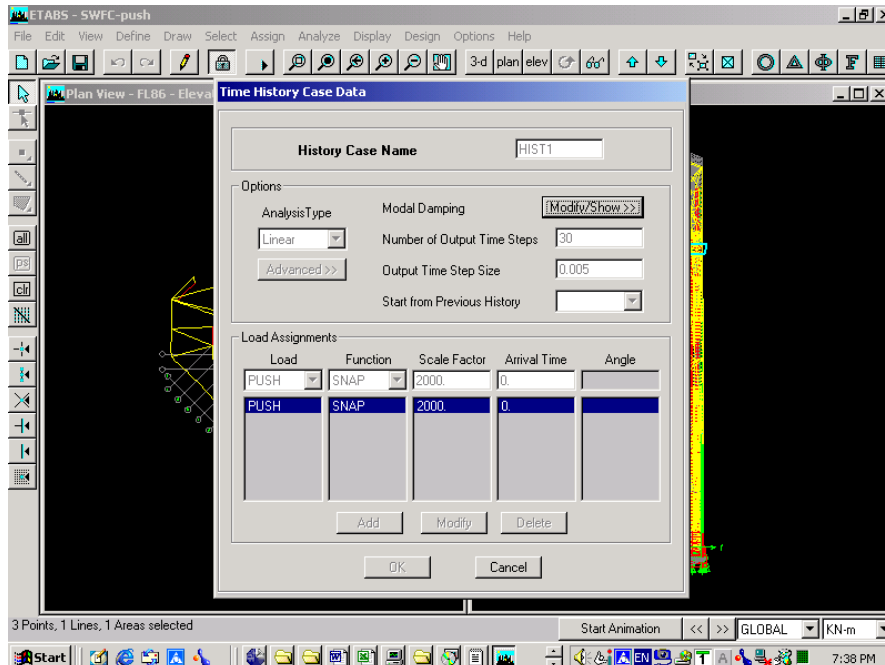 ETABS - SWFC-push
File Edit View Define Draw Select Assign Analyze Display Design Options Help
3-d plan elev
Plan View - FL86 - Eleva
Time History Case Data
History Case Name HIST1
Options
Analysis Type Modal Damping Modify/Show >>
Linear Number of Output Time Steps 30
Advanced >> Output Time Step Size 0.005
Start from Previous History
Load Assignments
Load Function Scale Factor Arrival Time Angle
PUSH SNAP 2000. 0.
PUSH SNAP 2000. 0.
Add Modify Delete
OK Cancel
all
ps
clr
3 Points, 1 Lines, 1 Areas selected Start Animation << >> GLOBAL KN-m
Start EN 7:38 PM